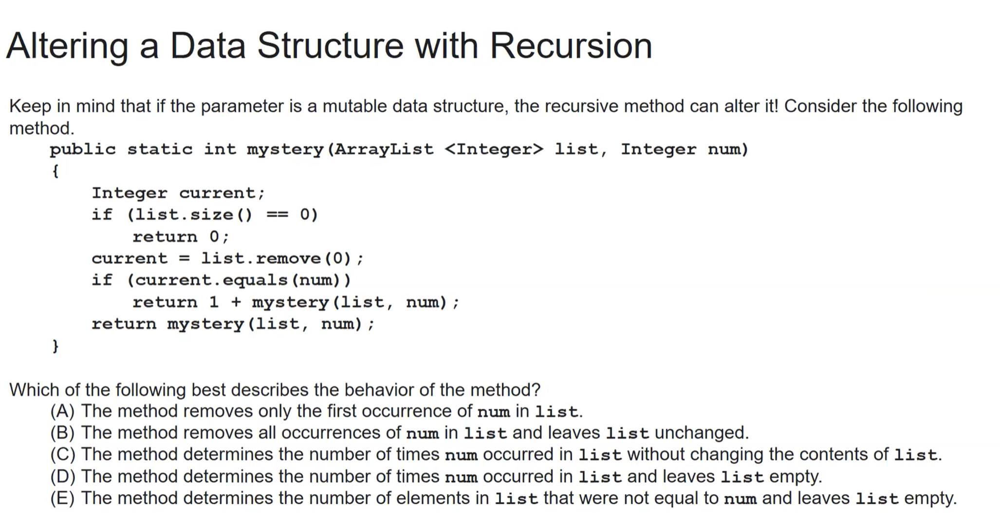 Altering a Data Structure with Recursion
Keep in mind that if the parameter is a mutable data structure, the recursive method can alter it! Consider the following
method.
public static int mystery(ArrayList <Integer> list, Integer num)
{
Integer current;
if (list.size() == 0)
return 0;
current = list.remove(0);
if (current.equals(num))
return 1 + mystery(list, num);
return mystery(list, num);
}
Which of the following best describes the behavior of the method?
(A) The method removes only the first occurrence of num in list.
(B) The method removes all occurrences of num in list and leaves list unchanged.
(C) The method determines the number of times num occurred in list without changing the contents of list.
(D) The method determines the number of times num occurred in list and leaves list empty.
(E) The method determines the number of elements in list that were not equal to num and leaves list empty.